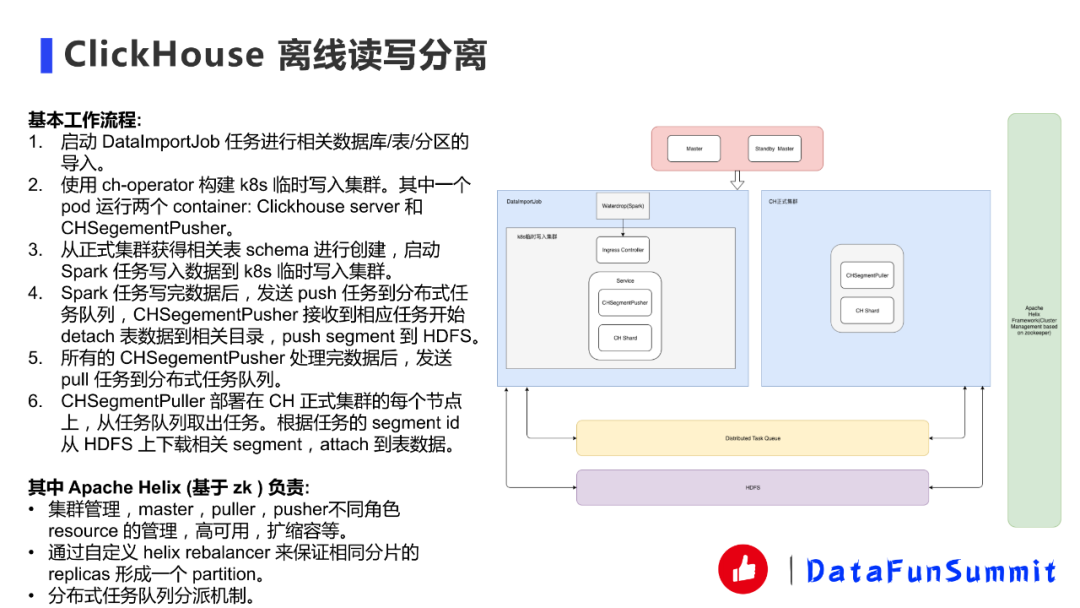 ClickHouse 离线读写分离
基本工作流程:
1. 启动 DataImportJob 任务进行相关数据库/表/分区的
导入。
2. 使用 ch-operator 构建 k8s 临时写入集群。其中一个
pod 运行两个 container: Clickhouse server 和
CHSegementPusher。
3. 从正式集群获得相关表 schema 进行创建，启动
Spark 任务写入数据到 k8s 临时写入集群。
4. Spark 任务写完数据后，发送 push 任务到分布式任
务队列，CHSegementPusher 接收到相应任务开始
detach 表数据到相关目录，push segment 到 HDFS。
5. 所有的 CHSegementPusher 处理完数据后，发送
pull 任务到分布式任务队列。
6. CHSegmentPuller 部署在 CH 正式集群的每个节点
上，从任务队列取出任务。根据任务的 segment id
从 HDFS 上下载相关 segment，attach 到表数据。
其中 Apache Helix (基于 zk ) 负责:
• 集群管理，master，puller，pusher不同角色
resource 的管理，高可用，扩缩容等。
• 通过自定义 helix rebalancer 来保证相同分片的
replicas 形成一个 partition。
• 分布式任务队列分派机制。
Master
Standby Master
DataImportJob
Waterdrop(Spark)
k8s临时写入集群
Ingress Controller
Service
CHSegmentPusher
CH Shard
CH正式集群
CHSegmentPuller
CH Shard
Distributed Task Queue
HDFS
Apache
Helix
Framework(Cluster
Management based
on zookeeper)
DataFunSummit